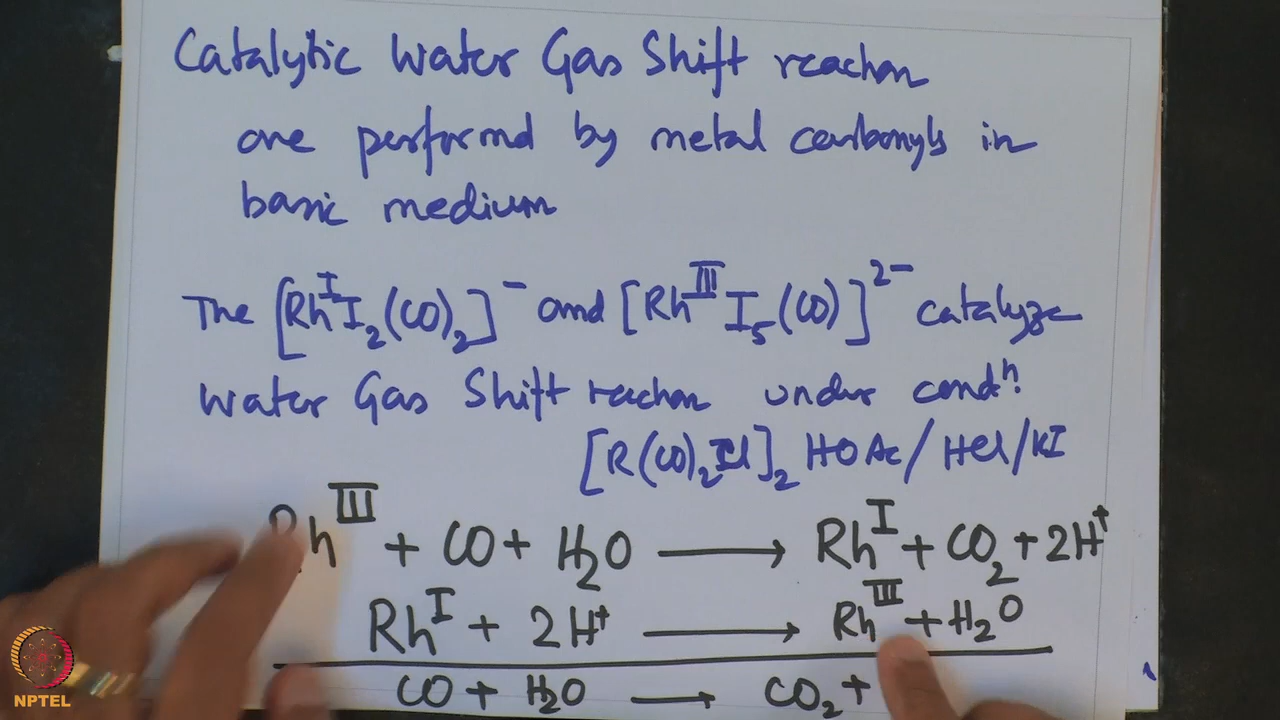 Catalytic Water Gas Shift reaction
are performd by metal carbonyls in
basic medium
The [Rh^I I₂(CO)₂]⁻ and [Rh^III I₅(CO)]²⁻ catalyze
Water Gas Shift reaction under condⁿ.
[R(CO)₂Cl]₂ HOAc/HCl/KI
Rh^III + CO + H₂O ⟶ Rh^I + CO₂ + 2H⁺
Rh^I + 2H⁺ ⟶ Rh^III + H₂O
CO + H₂O ⟶ CO₂ +
NPTEL